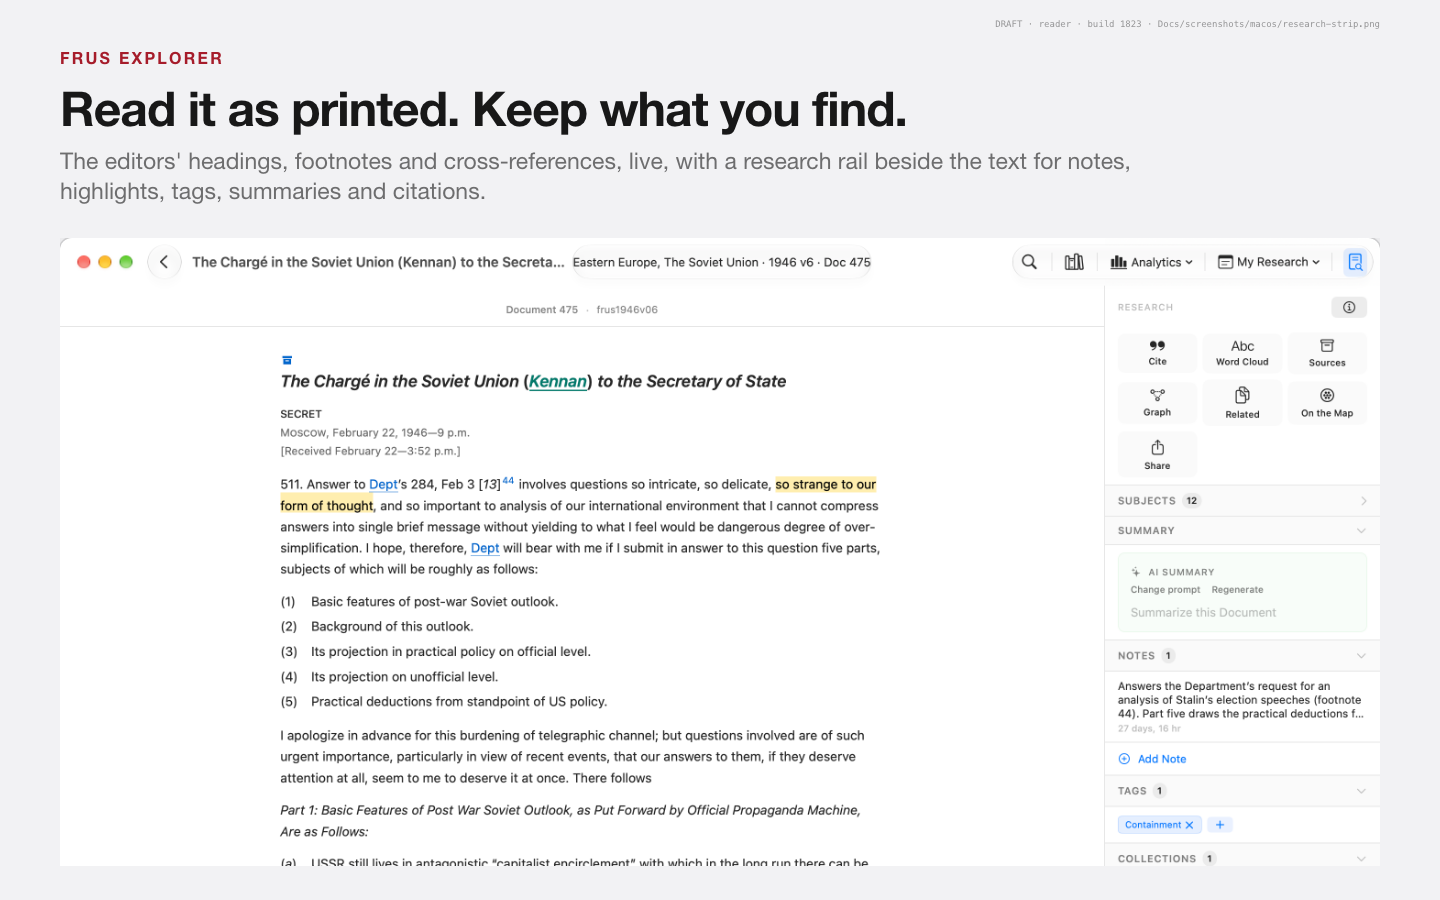 DRAFT · reader · build 1823 · Docs/screenshots/macos/research-strip.png
FRUS EXPLORER
Read it as printed. Keep what you find.
The editors' headings, footnotes and cross-references, live, with a research rail beside the text for notes,
highlights, tags, summaries and citations.
The Chargé in the Soviet Union (Kennan) to the Secreta...
Eastern Europe, The Soviet Union · 1946 v6 · Doc 475
Analytics
My Research
Document 475 · frus1946v06
The Chargé in the Soviet Union (Kennan) to the Secretary of State
SECRET
Moscow, February 22, 1946—9 p.m.
[Received February 22—3:52 p.m.]
511. Answer to Dept's 284, Feb 3 [13]44 involves questions so intricate, so delicate, so strange to our
form of thought, and so important to analysis of our international environment that I cannot compress
answers into single brief message without yielding to what I feel would be dangerous degree of over-
simplification. I hope, therefore, Dept will bear with me if I submit in answer to this question five parts,
subjects of which will be roughly as follows:
(1) Basic features of post-war Soviet outlook.
(2) Background of this outlook.
(3) Its projection in practical policy on official level.
(4) Its projection on unofficial level.
(5) Practical deductions from standpoint of US policy.
I apologize in advance for this burdening of telegraphic channel; but questions involved are of such
urgent importance, particularly in view of recent events, that our answers to them, if they deserve
attention at all, seem to me to deserve it at once. There follows
Part 1: Basic Features of Post War Soviet Outlook, as Put Forward by Official Propaganda Machine,
Are as Follows:
(a) USSR still lives in antagonistic “capitalist encirclement” with which in the long run there can be
RESEARCH
Cite
Abc
Word Cloud
Sources
Graph
Related
On the Map
Share
SUBJECTS 12
SUMMARY
AI SUMMARY
Change prompt Regenerate
Summarize this Document
NOTES 1
Answers the Department's request for an
analysis of Stalin's election speeches (footnote
44). Part five draws the practical deductions f...
27 days, 16 hr
Add Note
TAGS 1
Containment
COLLECTIONS 1